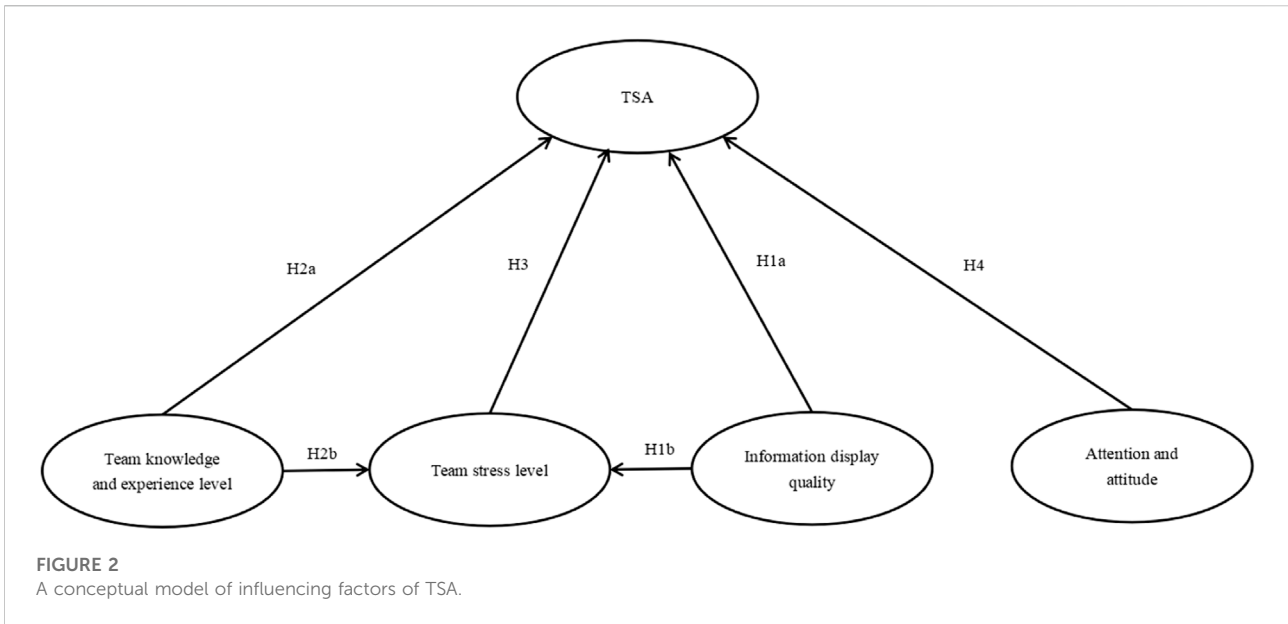 TSA
H2a
H3
H1a
H4
Team knowledge
and experience level
H2b
Team stress level
H1b
Information display
quality
Attention and
attitude
FIGURE 2
A conceptual model of influencing factors of TSA.